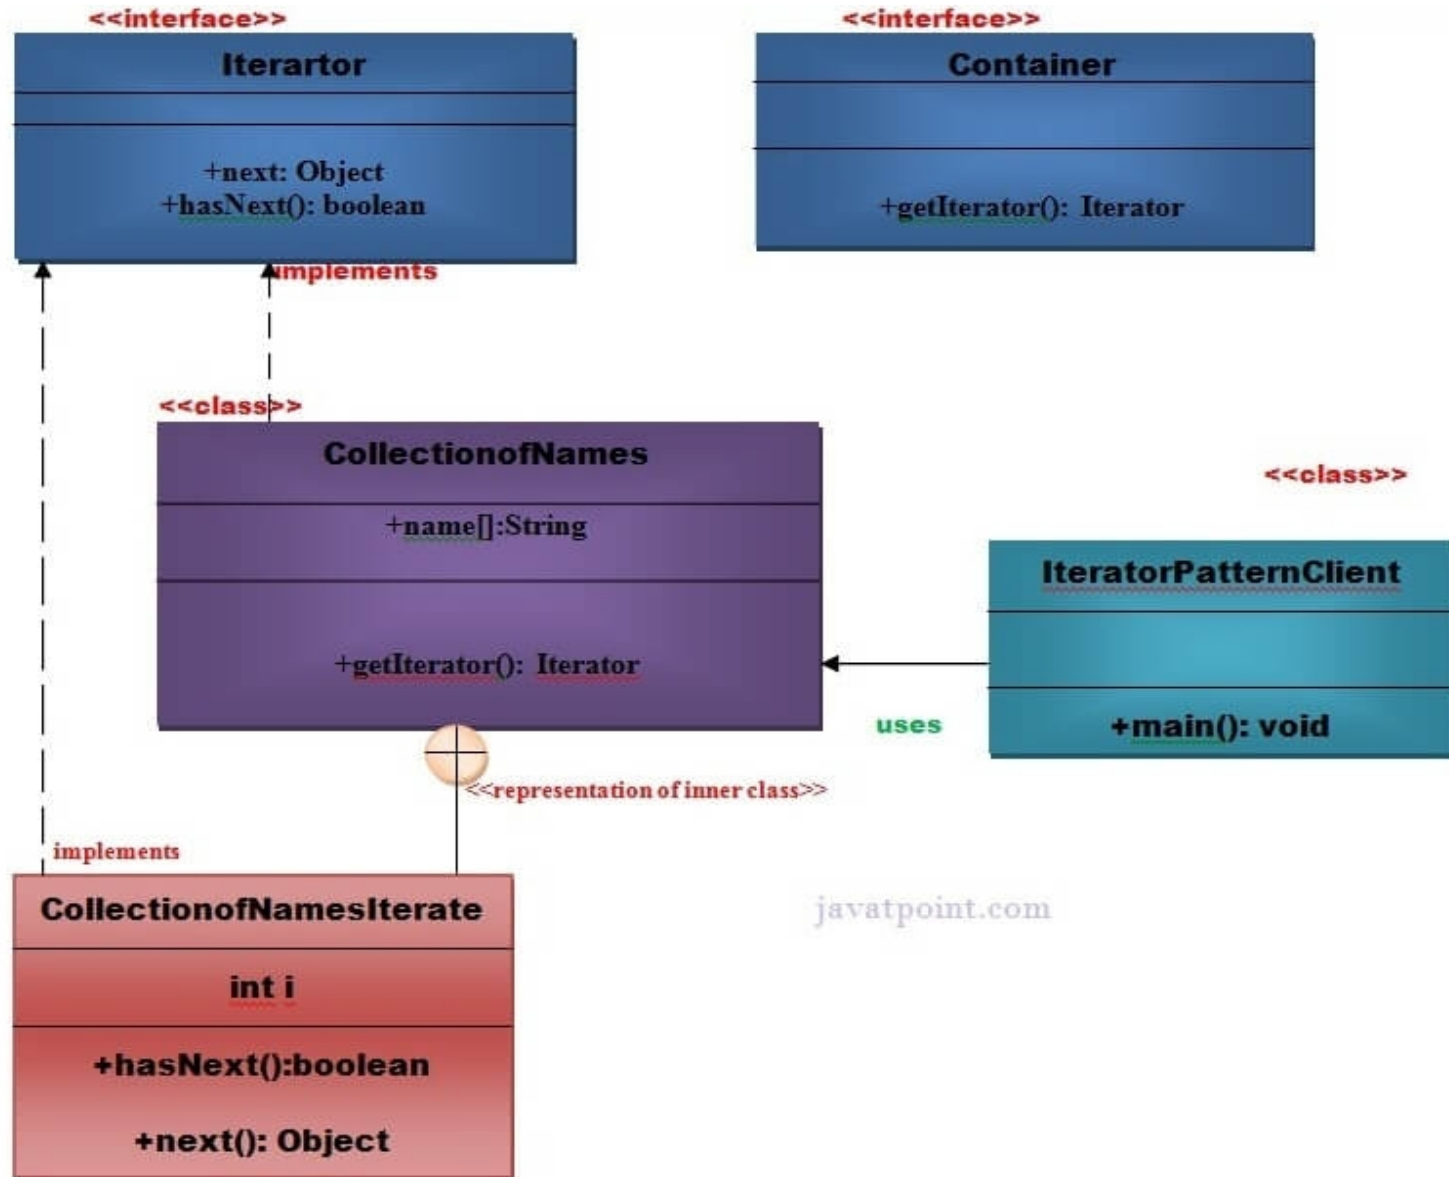 <<interface>>
Iterartor
+next: Object
+hasNext(): boolean
<<interface>>
Container
+getIterator(): Iterator
implements
<<class>>
CollectionofNames
+name[]:String
+getIterator(): Iterator
<<class>>
IteratorPatternClient
+main(): void
uses
<<representation of inner class>>
implements
CollectionofNamesIterate
int i
+hasNext():boolean
+next(): Object
javatpoint.com